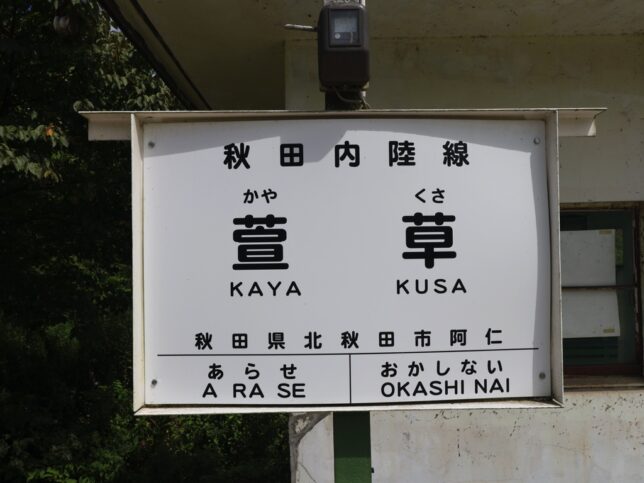 秋田内陸線
かや くさ
萱 草
KAYA KUSA
秋田県北秋田市阿仁
あらせ おかしない
A RA SE OKASHI NAI